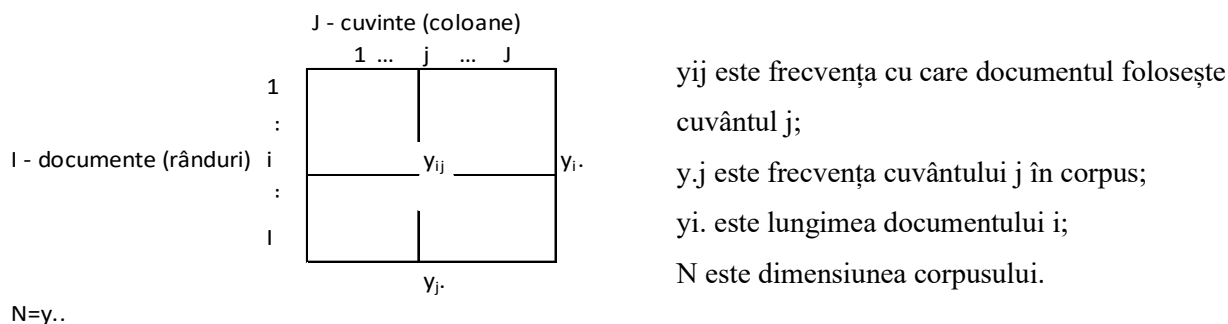 J - cuvinte (coloane)
1 ... j ... J
1
:
I - documente (rânduri) i
:
I
yij
yi.
yj.
N=y..
yij este frecvența cu care documentul folosește
cuvântul j;
y.j este frecvența cuvântului j în corpus;
yi. este lungimea documentului i;
N este dimensiunea corpusului.